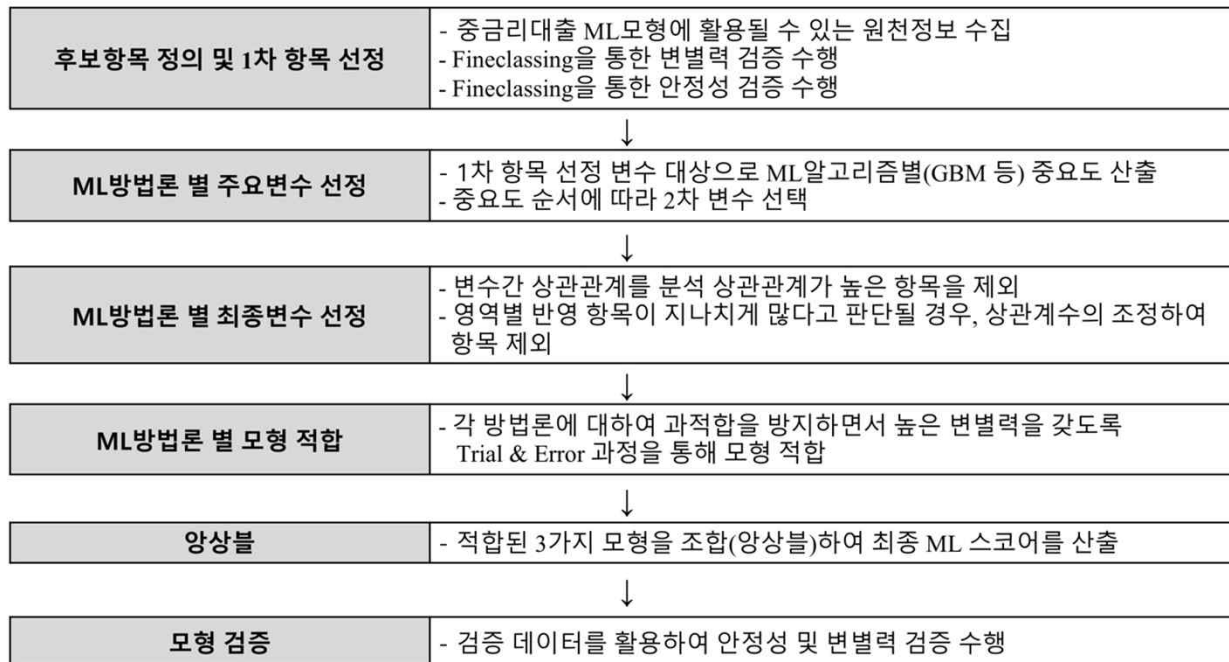 후보항목 정의 및 1차 항목 선정
- 중금리대출 ML모형에 활용될 수 있는 원천정보 수집
- Fineclassing을 통한 변별력 검증 수행
- Fineclassing을 통한 안정성 검증 수행
↓
ML방법론 별 주요변수 선정
- 1차 항목 선정 변수 대상으로 ML알고리즘별(GBM 등) 중요도 산출
- 중요도 순서에 따라 2차 변수 선택
↓
ML방법론 별 최종변수 선정
- 변수간 상관관계를 분석 상관관계가 높은 항목을 제외
- 영역별 반영 항목이 지나치게 많다고 판단될 경우, 상관계수의 조정하여
항목 제외
↓
ML방법론 별 모형 적합
- 각 방법론에 대하여 과적합을 방지하면서 높은 변별력을 갖도록
Trial & Error 과정을 통해 모형 적합
↓
앙상블
- 적합된 3가지 모형을 조합(앙상블)하여 최종 ML 스코어를 산출
↓
모형 검증
- 검증 데이터를 활용하여 안정성 및 변별력 검증 수행